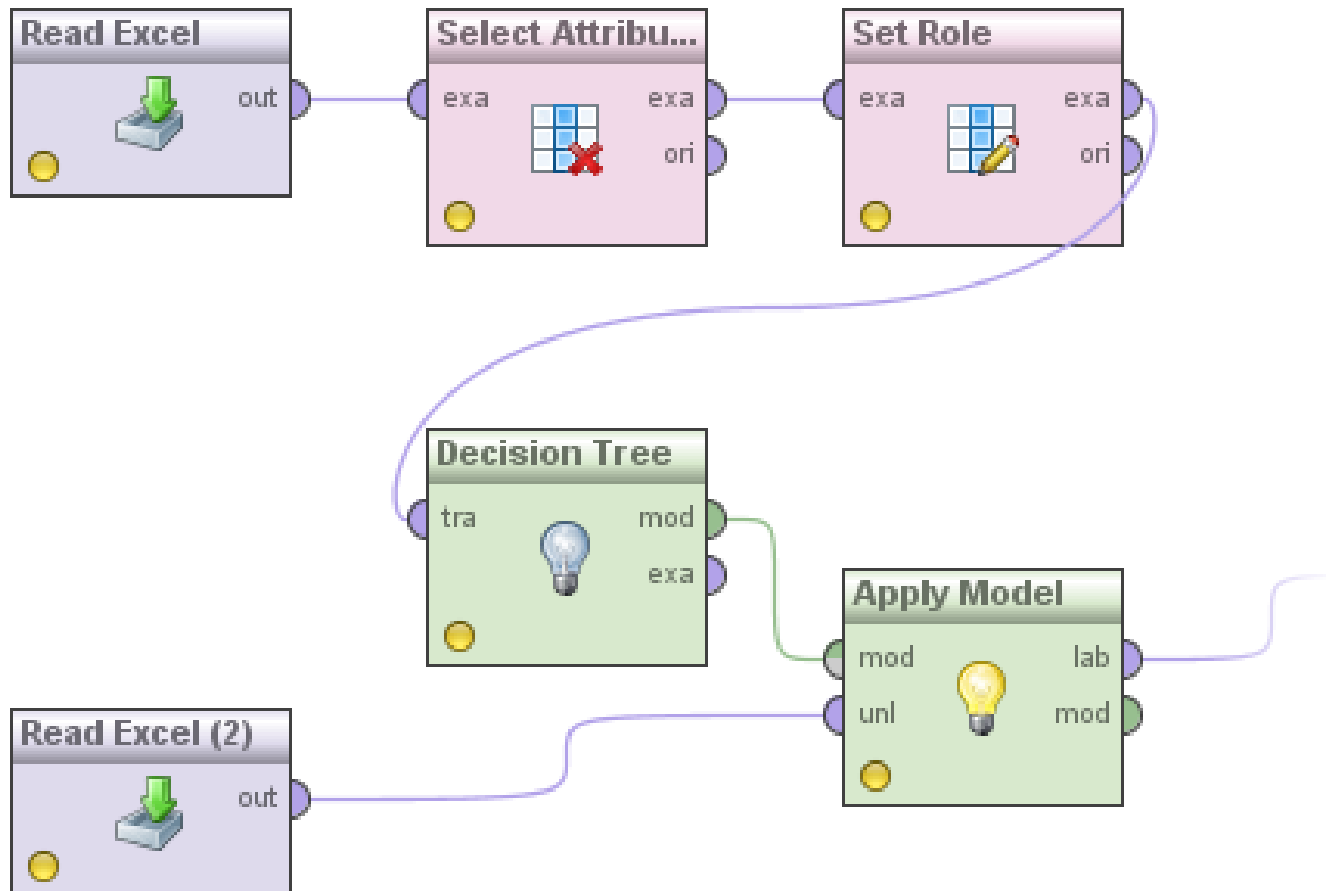 Read Excel
out
Select Attribu...
exa exa
ori
Set Role
exa exa
ori
Decision Tree
tra mod
exa
Apply Model
mod lab
unl mod
Read Excel (2)
out